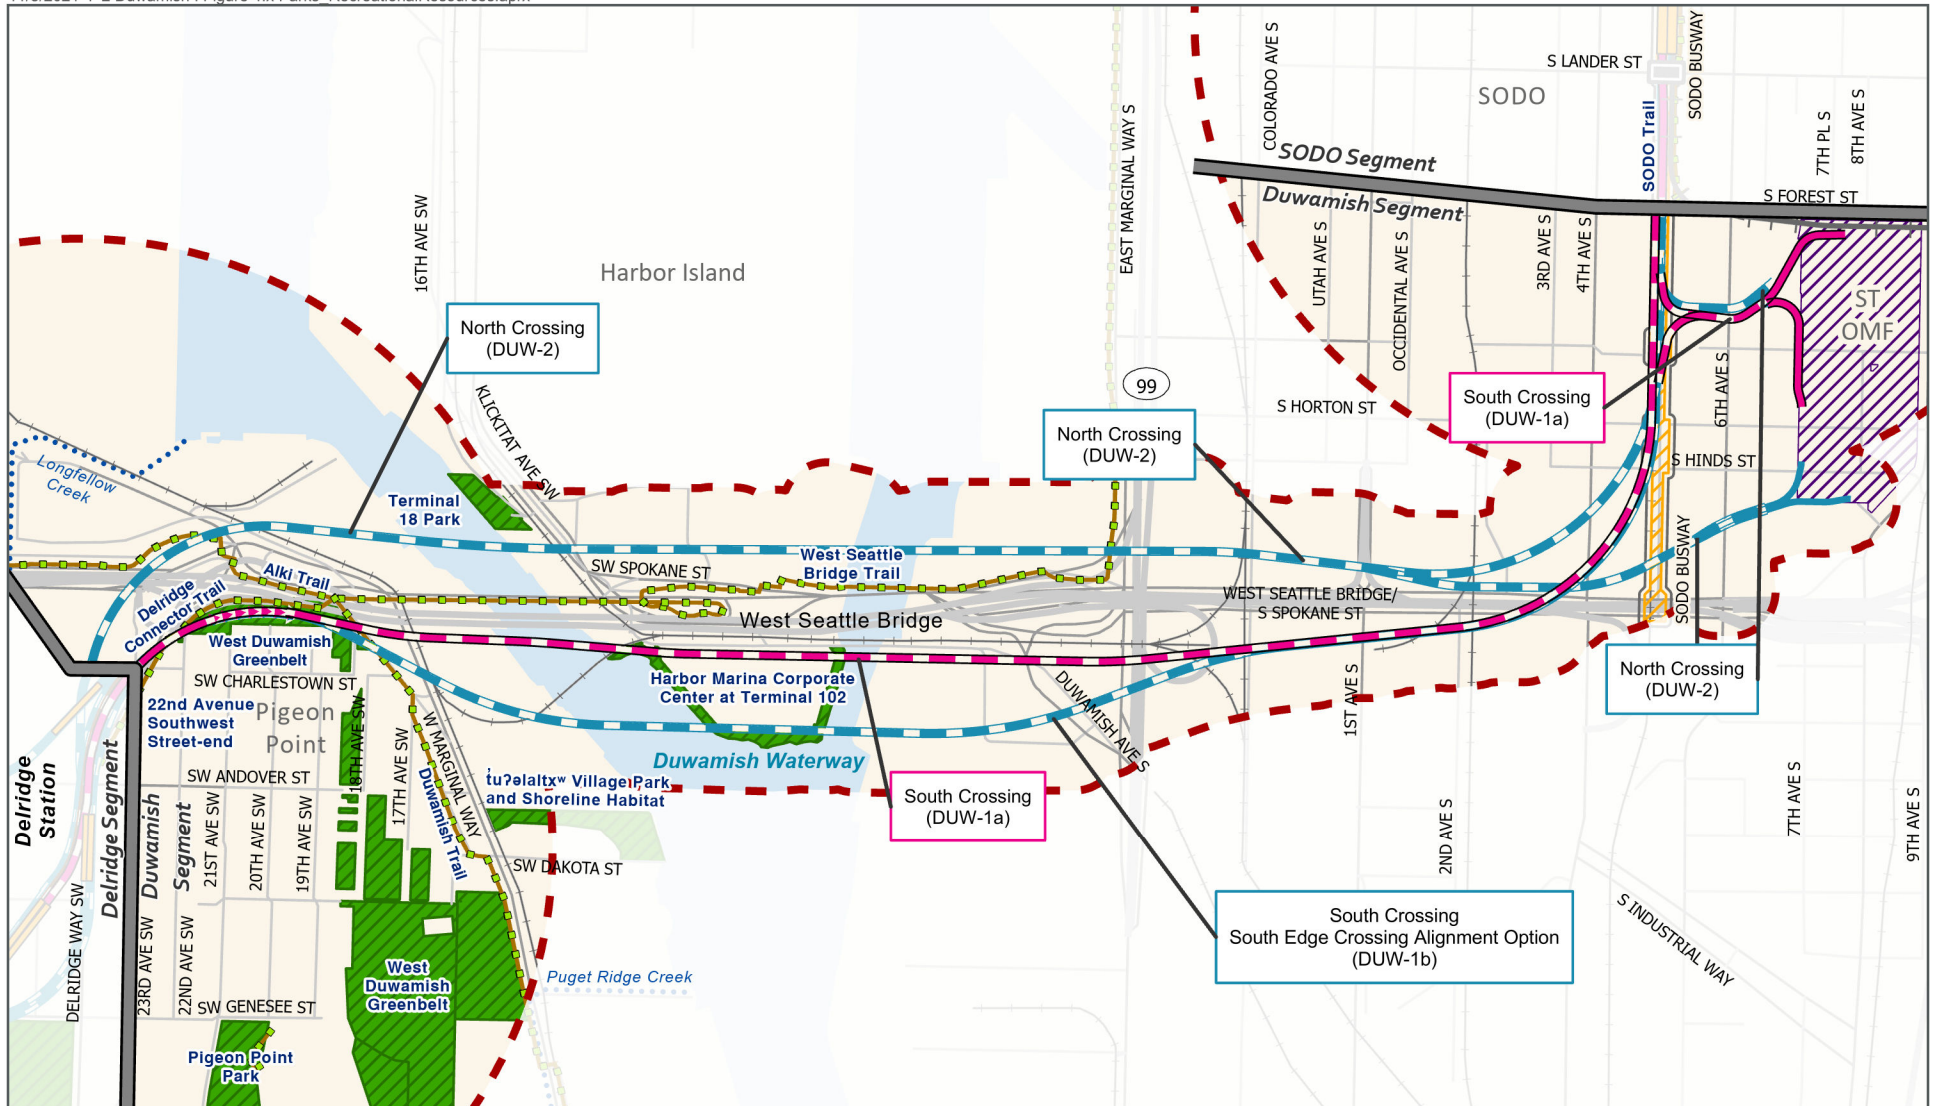 S LANDER ST
SODO BUSWAY
SODO
COLORADO AVE S
SODO Trail
7TH PL S
8TH AVE S
EAST MARGINAL WAY S
SODO Segment
Duwamish Segment
S FOREST ST
16TH AVE SW
Harbor Island
UTAH AVE S
OCCIDENTAL AVE S
3RD AVE S
4TH AVE S
ST
OMF
North Crossing
(DUW-2)
KLICKITAT AVE SW
99
S HORTON ST
South Crossing
(DUW-1a)
6TH AVE S
North Crossing
(DUW-2)
S HINDS ST
Longfellow
Creek
Terminal
18 Park
SODO BUSWAY
Alki Trail
Delridge
Connector Trail
SW SPOKANE ST
West Seattle
Bridge Trail
WEST SEATTLE BRIDGE/
S SPOKANE ST
West Seattle Bridge
West Duwamish
Greenbelt
SW CHARLESTOWN ST
Harbor Marina Corporate
Center at Terminal 102
North Crossing
(DUW-2)
22nd Avenue
Southwest
Street-end
Pigeon
Point
18TH AVE SW
17TH AVE SW
W MARGINAL WAY
DUWAMISH AVE S
1ST AVE S
Duwamish Waterway
SW ANDOVER ST
Duwamish Trail
t̓uʔəlaltxʷ Village Park
and Shoreline Habitat
South Crossing
(DUW-1a)
Delridge
Station
Delridge Segment
Duwamish
Segment
21ST AVE SW
20TH AVE SW
19TH AVE SW
2ND AVE S
7TH AVE S
9TH AVE S
SW DAKOTA ST
DELRIDGE WAY SW
23RD AVE SW
22ND AVE SW
South Crossing
South Edge Crossing Alignment Option
(DUW-1b)
S INDUSTRIAL WAY
West
Duwamish
Greenbelt
Puget Ridge Creek
SW GENESEE ST
Pigeon Point
Park